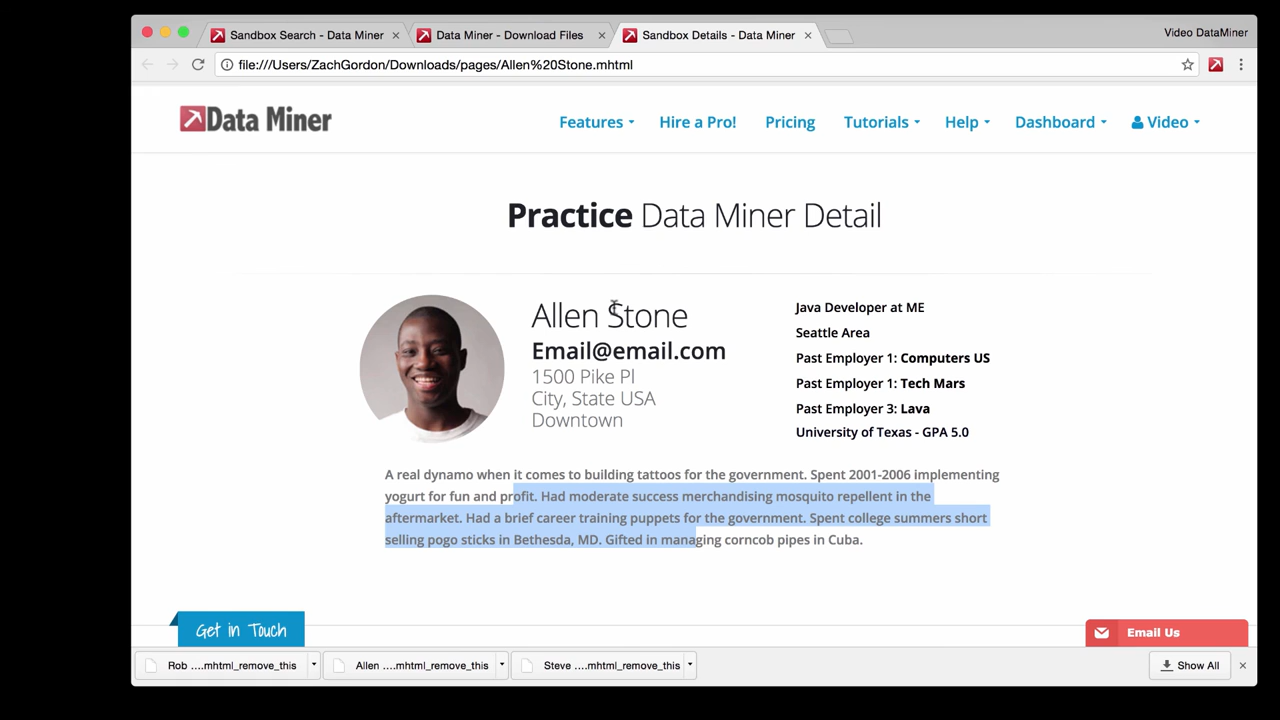 Sandbox Search - Data Miner
Data Miner - Download Files
Sandbox Details - Data Miner
Video DataMiner
file:///Users/ZachGordon/Downloads/pages/Allen%20Stone.mhtml
Data Miner
Features
Hire a Pro!
Pricing
Tutorials
Help
Dashboard
Video
Practice Data Miner Detail
Allen Stone
Email@email.com
1500 Pike Pl
City, State USA
Downtown
Java Developer at ME
Seattle Area
Past Employer 1: Computers US
Past Employer 1: Tech Mars
Past Employer 3: Lava
University of Texas - GPA 5.0
A real dynamo when it comes to building tattoos for the government. Spent 2001-2006 implementing
yogurt for fun and profit. Had moderate success merchandising mosquito repellent in the
aftermarket. Had a brief career training puppets for the government. Spent college summers short
selling pogo sticks in Bethesda, MD. Gifted in managing corncob pipes in Cuba.
Get in Touch
Email Us
Rob ....mhtml_remove_this
Allen ....mhtml_remove_this
Steve ....mhtml_remove_this
Show All